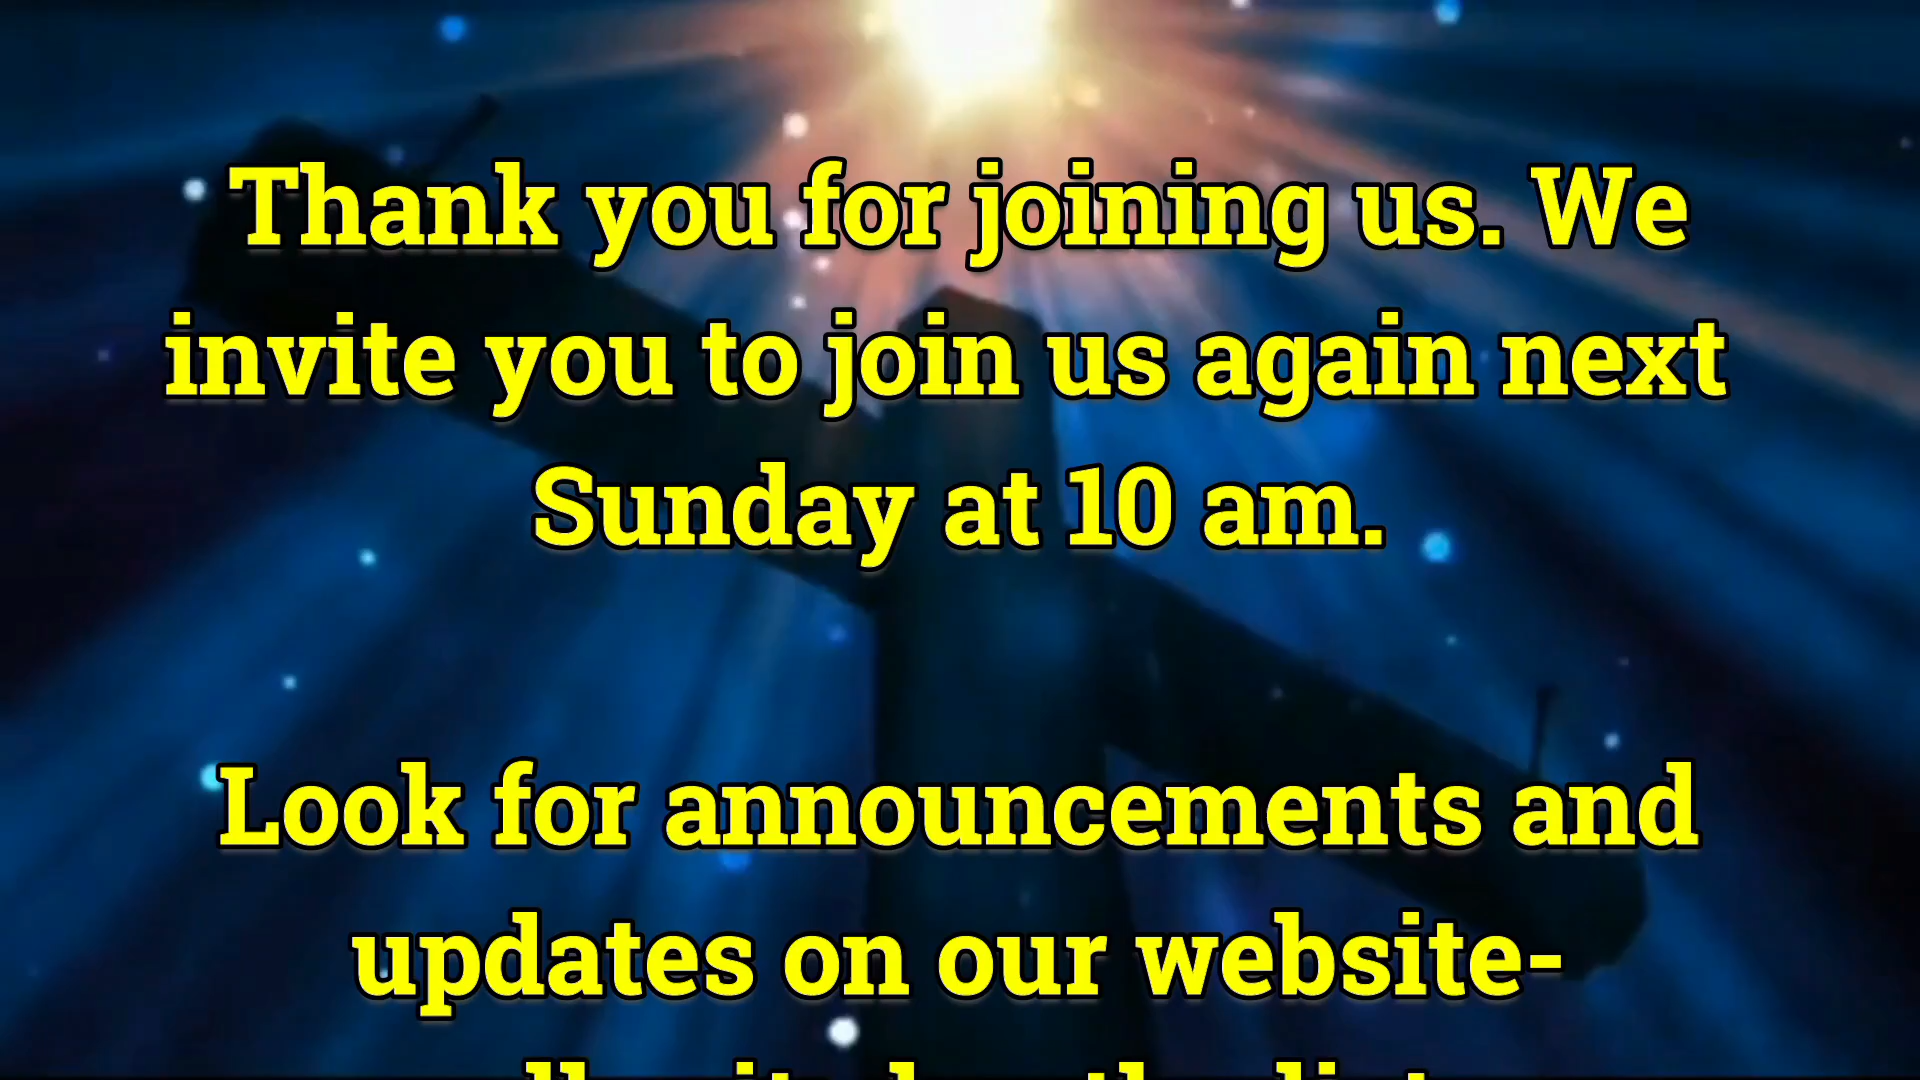 Thank you for joining us. We
invite you to join us again next
Sunday at 10 am.
Look for announcements and
updates on our website-